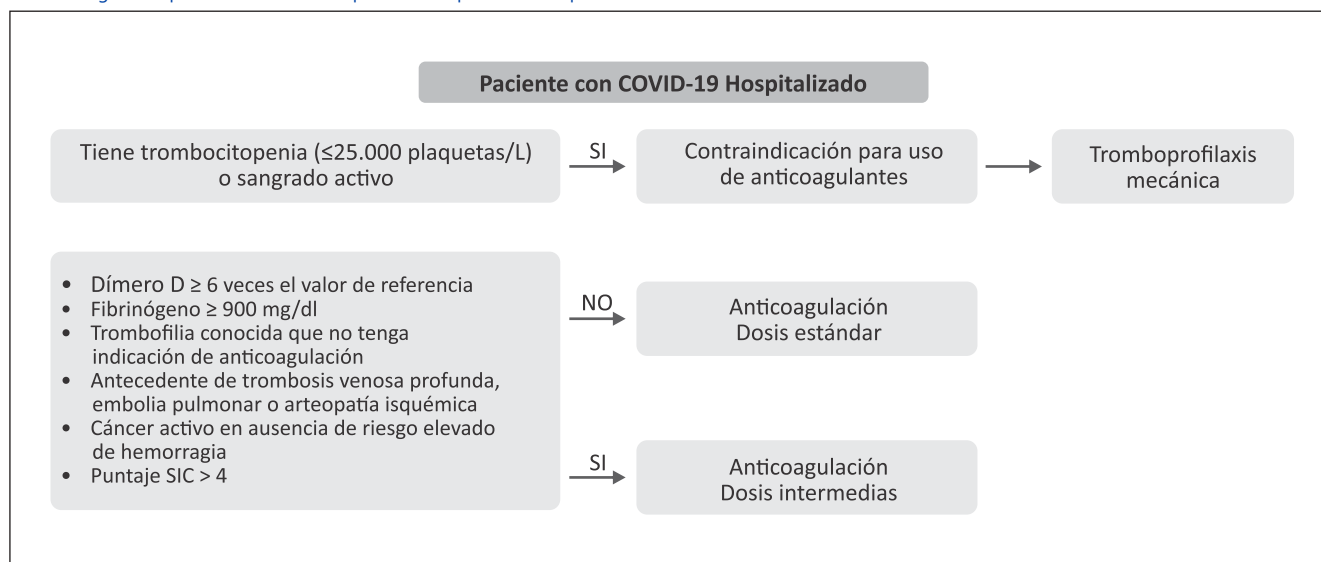 Paciente con COVID-19 Hospitalizado
Tiene trombocitopenia (≤25.000 plaquetas/L)
o sangrado activo
SI
Contraindicación para uso
de anticoagulantes
Tromboprofilaxis
mecánica
• Dímero D ≥ 6 veces el valor de referencia
• Fibrinógeno ≥ 900 mg/dl
• Trombofilia conocida que no tenga
indicación de anticoagulación
• Antecedente de trombosis venosa profunda,
embolia pulmonar o arteopatía isquémica
• Cáncer activo en ausencia de riesgo elevado
de hemorragia
• Puntaje SIC > 4
NO
Anticoagulación
Dosis estándar
SI
Anticoagulación
Dosis intermedias